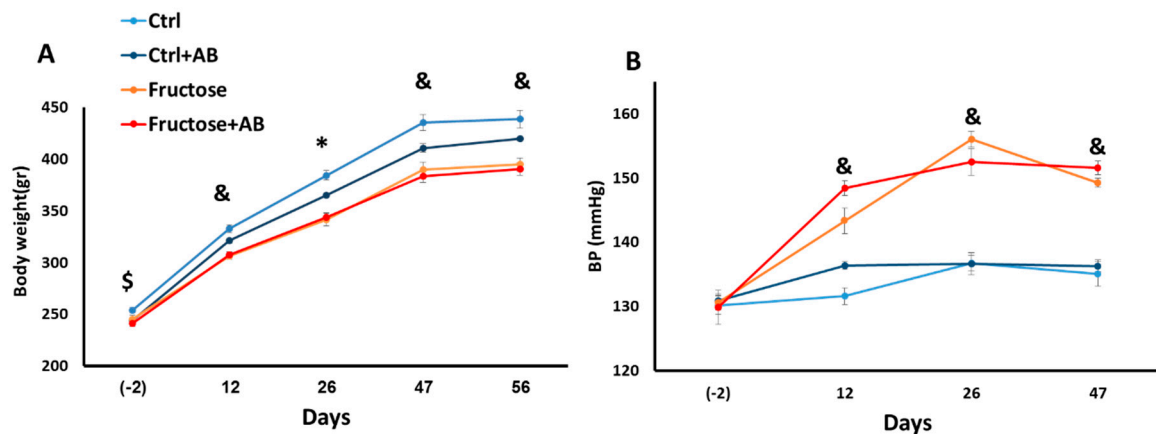 Ctrl
Ctrl+AB
Fructose
Fructose+AB
A
$
&
*
&
&
Body weight(gr)
450
400
350
300
250
200
(-2) 12 26 47 56
Days
B
&
&
&
BP (mmHg)
160
150
140
130
120
(-2) 12 26 47
Days